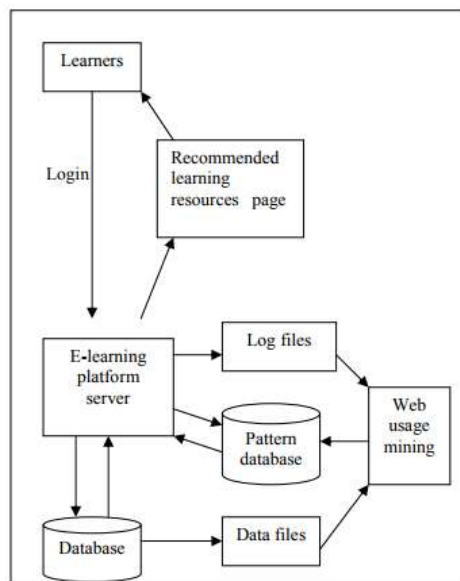 Learners
Login
Recommended
learning
resources page
E-learning
platform
server
Log files
Pattern
database
Web
usage
mining
Database
Data files